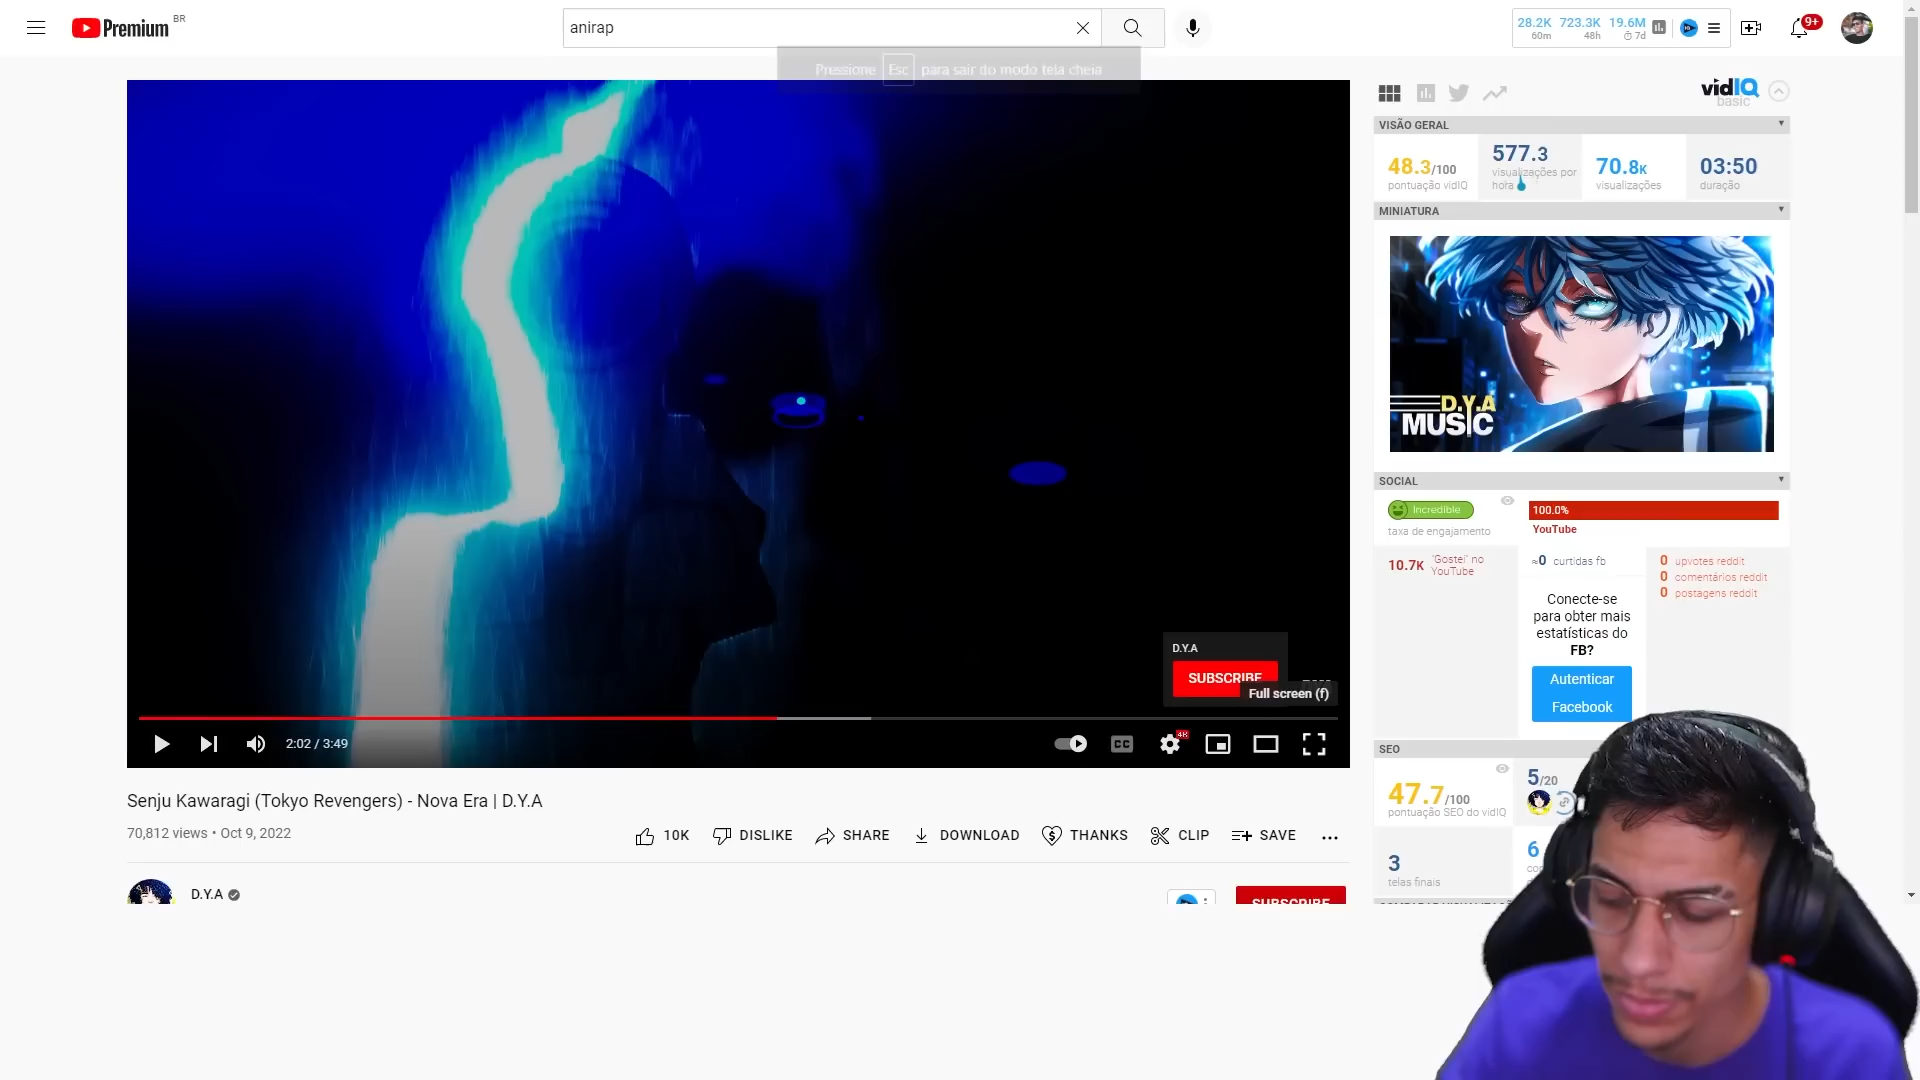 Premium BR
anirap
28.2K 723.3K 19.6M
60m 48h 7d
9+
Pressione Esc para sair do modo tela cheia
D.Y.A
SUBSCRIBE
Full screen (f)
2:02 / 3:49
CC
4K
Senju Kawaragi (Tokyo Revengers) - Nova Era | D.Y.A
70,812 views • Oct 9, 2022
10K DISLIKE SHARE DOWNLOAD THANKS CLIP SAVE ...
D.Y.A
SUBSCRIBE
vidIQ
basic
VISÃO GERAL
48.3/100
pontuação vidIQ
577.3
visualizações por
hora
70.8K
visualizações
03:50
duração
MINIATURA
D.Y.A
MUSIC
SOCIAL
Incredible
taxa de engajamento
100.0%
YouTube
10.7K "Gostei" no
YouTube
≈0 curtidas fb
Conecte-se
para obter mais
estatísticas do
FB?
Autenticar
Facebook
0 upvotes reddit
0 comentários reddit
0 postagens reddit
SEO
47.7/100
pontuação SEO do vidIQ
5/20
3
telas finais
6